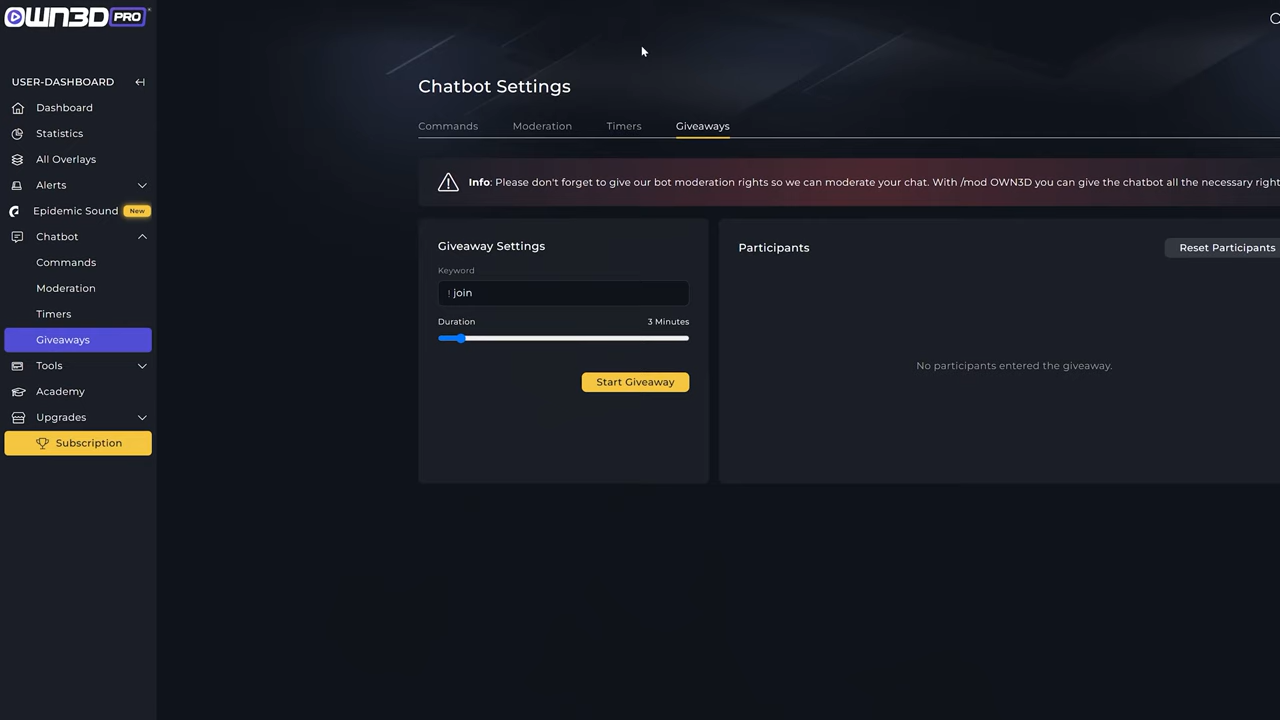 OWN3D PRO
USER-DASHBOARD
Dashboard
Statistics
All Overlays
Alerts
Epidemic Sound New
Chatbot
Commands
Moderation
Timers
Giveaways
Tools
Academy
Upgrades
Subscription
Chatbot Settings
Commands Moderation Timers Giveaways
Info: Please don't forget to give our bot moderation rights so we can moderate your chat. With /mod OWN3D you can give the chatbot all the necessary right
Giveaway Settings
Keyword
! join
Duration 3 Minutes
Start Giveaway
Participants
Reset Participants
No participants entered the giveaway.